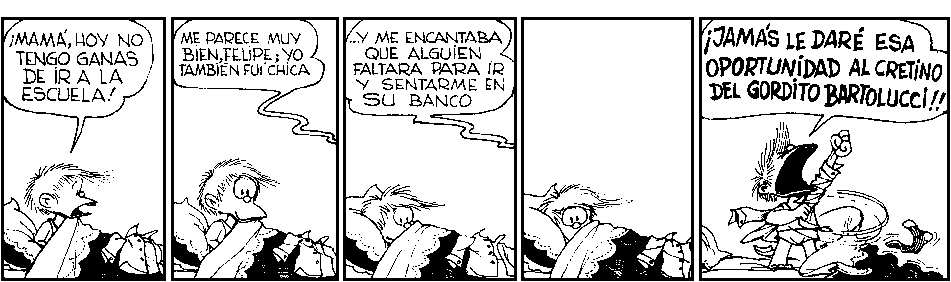 ¡MAMÁ, HOY NO
TENGO GANAS
DE IR A LA
ESCUELA!
ME PARECE MUY
BIEN, FELIPE; YO
TAMBIÉN FUI CHICA
...Y ME ENCANTABA
QUE ALGUIEN
FALTARA PARA IR
Y SENTARME EN
SU BANCO
¡JAMÁS LE DARÉ ESA
OPORTUNIDAD AL CRETINO
DEL GORDITO BARTOLUCCI!!